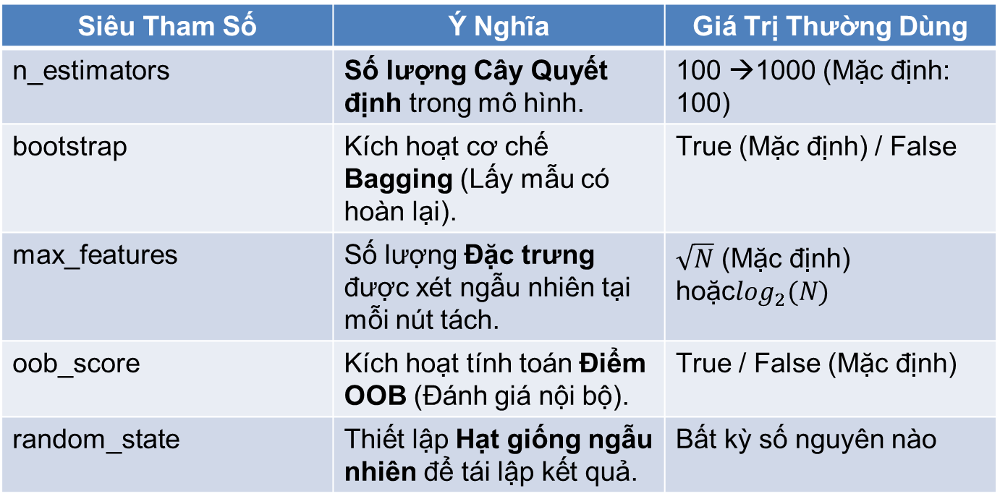 Siêu Tham Số
Ý Nghĩa
Giá Trị Thường Dùng
n_estimators
Số lượng Cây Quyết
định trong mô hình.
100 →1000 (Mặc định:
100)
bootstrap
Kích hoạt cơ chế
Bagging (Lấy mẫu có
hoàn lại).
True (Mặc định) / False
max_features
Số lượng Đặc trưng
được xét ngẫu nhiên tại
mỗi nút tách.
√N (Mặc định)
hoặclog₂(N)
oob_score
Kích hoạt tính toán Điểm
OOB (Đánh giá nội bộ).
True / False (Mặc định)
random_state
Thiết lập Hạt giống ngẫu
nhiên để tái lập kết quả.
Bất kỳ số nguyên nào